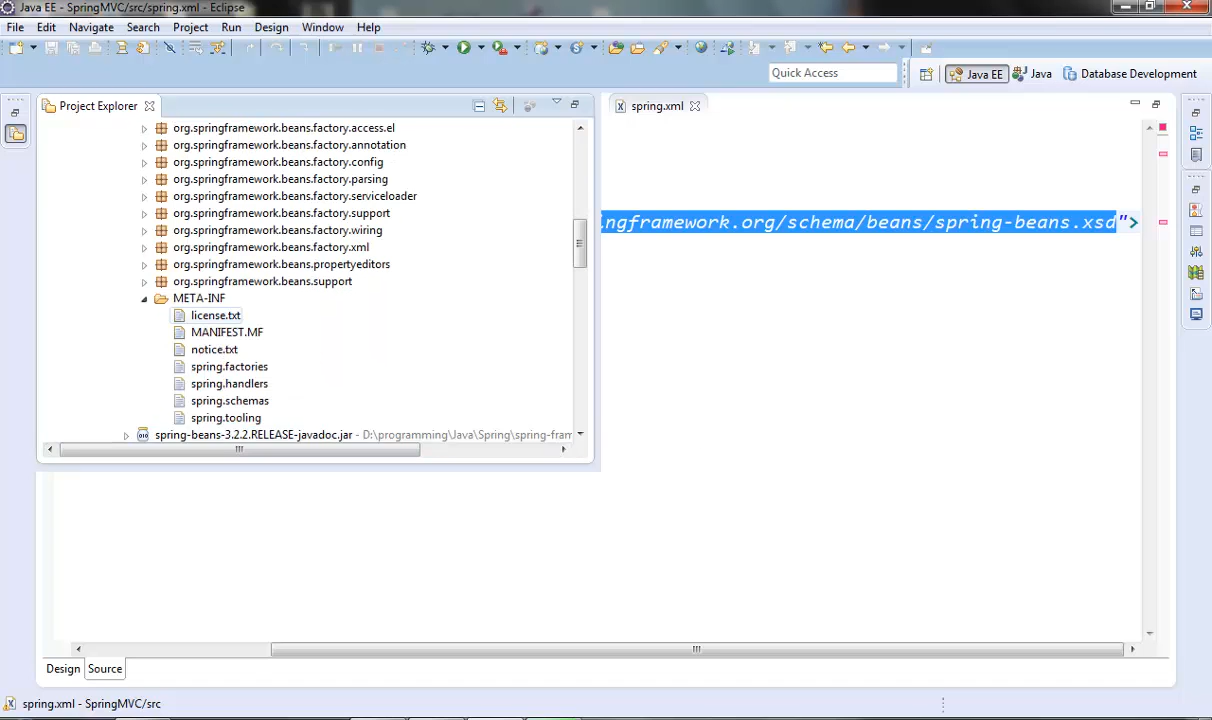 Java EE - SpringMVC/src/spring.xml - Eclipse
File Edit Navigate Search Project Run Design Window Help
Quick Access
Java EE
Java
Database Development
Project Explorer
spring.xml
org.springframework.beans.factory.access.el
org.springframework.beans.factory.annotation
org.springframework.beans.factory.config
org.springframework.beans.factory.parsing
org.springframework.beans.factory.serviceloader
org.springframework.beans.factory.support
ingframework.org/schema/beans/spring-beans.xsd">
org.springframework.beans.factory.wiring
org.springframework.beans.factory.xml
org.springframework.beans.propertyeditors
org.springframework.beans.support
META-INF
license.txt
MANIFEST.MF
notice.txt
spring.factories
spring.handlers
spring.schemas
spring.tooling
spring-beans-3.2.2.RELEASE-javadoc.jar - D:\programming\Java\Spring\spring-fram
Design Source
spring.xml - SpringMVC/src